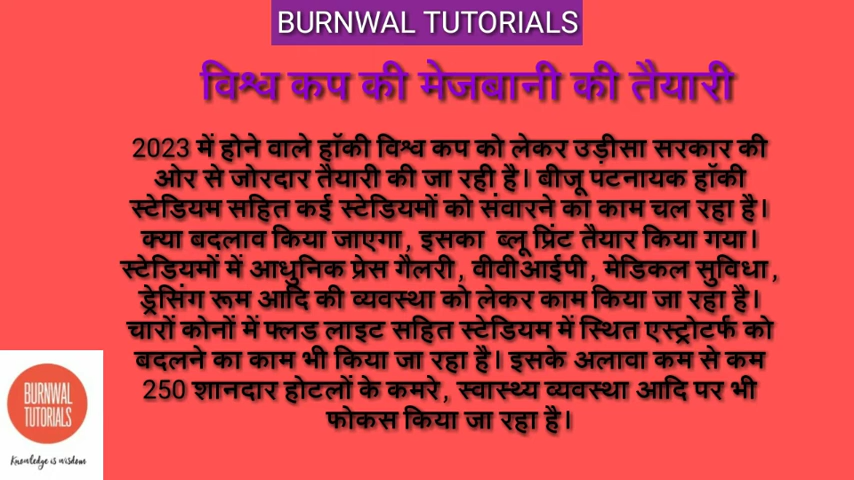 BURNWAL TUTORIALS
विश्व कप की मेजबानी की तैयारी
2023 में होने वाले हॉकी विश्व कप को लेकर उड़ीसा सरकार की
ओर से जोरदार तैयारी की जा रही है। बीजू पटनायक हॉकी
स्टेडियम सहित कई स्टेडियमों को संवारने का काम चल रहा है।
क्या बदलाव किया जाएगा, इसका ब्लू प्रिंट तैयार किया गया।
स्टेडियमों में आधुनिक प्रेस गैलरी, वीवीआईपी, मेडिकल सुविधा,
ड्रेसिंग रूम आदि की व्यवस्था को लेकर काम किया जा रहा है।
चारों कोनों में फ्लड लाइट सहित स्टेडियम में स्थित एस्ट्रोटर्फ को
बदलने का काम भी किया जा रहा है। इसके अलावा कम से कम
250 शानदार होटलों के कमरे, स्वास्थ्य व्यवस्था आदि पर भी
फोकस किया जा रहा है।
BURNWAL
TUTORIALS
Knowledge is wisdom